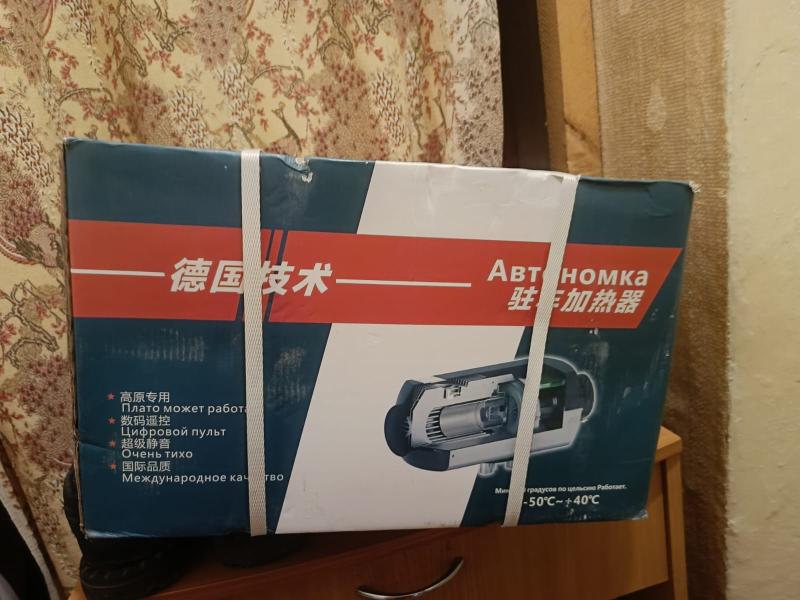 德国技术
Автономка
驻车加热器
★ 高原专用
Плато может работа
★ 数码遥控
Цифровой пульт
★ 超级静音
Очень тихо
★ 国际品质
Международное качество
градусов по цельсию Работает.
-50℃~+40℃